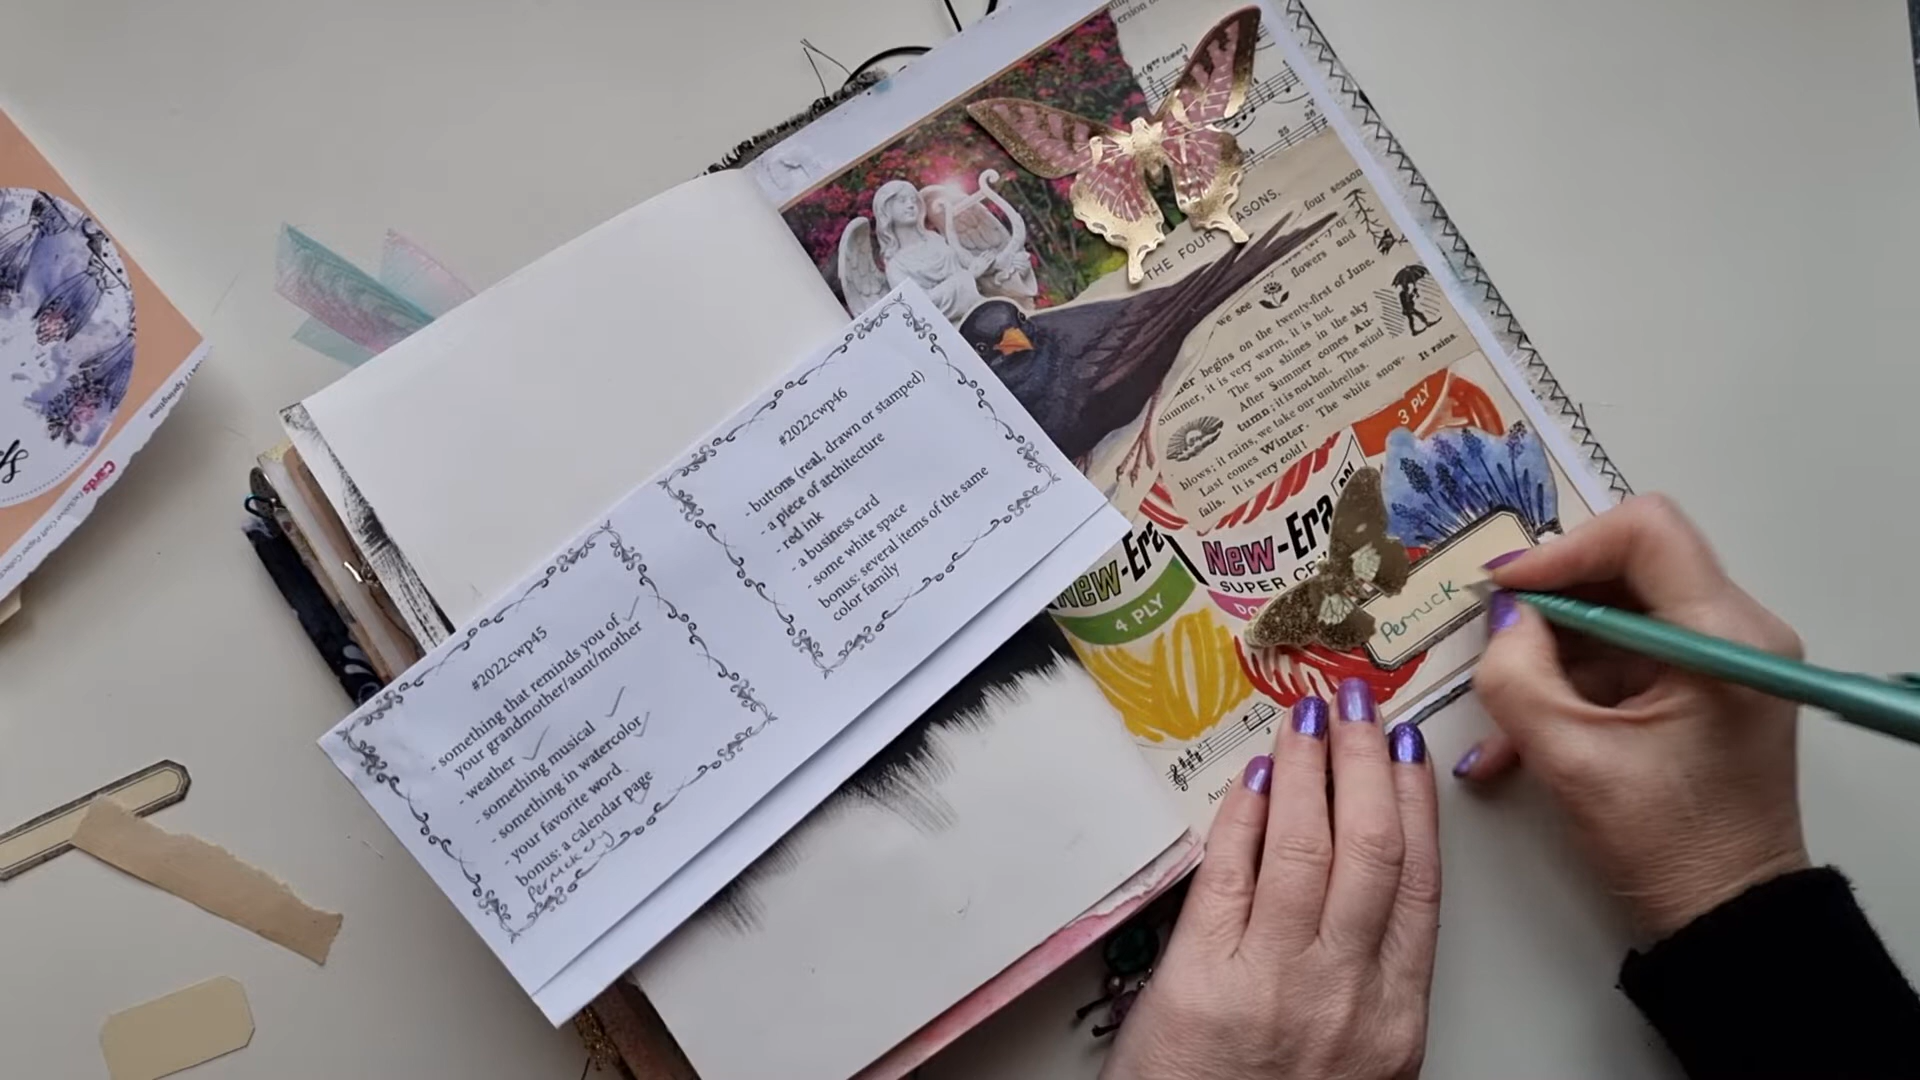 #2022cwp45
- something that reminds you of
your grandmother/aunt/mother
- weather
- something musical
- something in watercolor
- your favorite word
bonus: a calendar page
#2022cwp46
- buttons (real, drawn or stamped)
- a piece of architecture
- red ink
- a business card
- some white space
bonus: several items of the same
color family
THE FOUR
ASONS.
four season
we see
flowers
and
begins on the twenty-first of June.
Summer, it is very warm, it is hot.
The sun shines in the sky
After Summer comes Au-
tumn; it is not hot. The wind
blows; it rains, we take our umbrellas.
It rains
Last comes Winter. The white snow-
falls. It is very cold!
3 PLY
New-Era
SUPER
New-Era
4 PLY
Pernick
Cards
Springtime